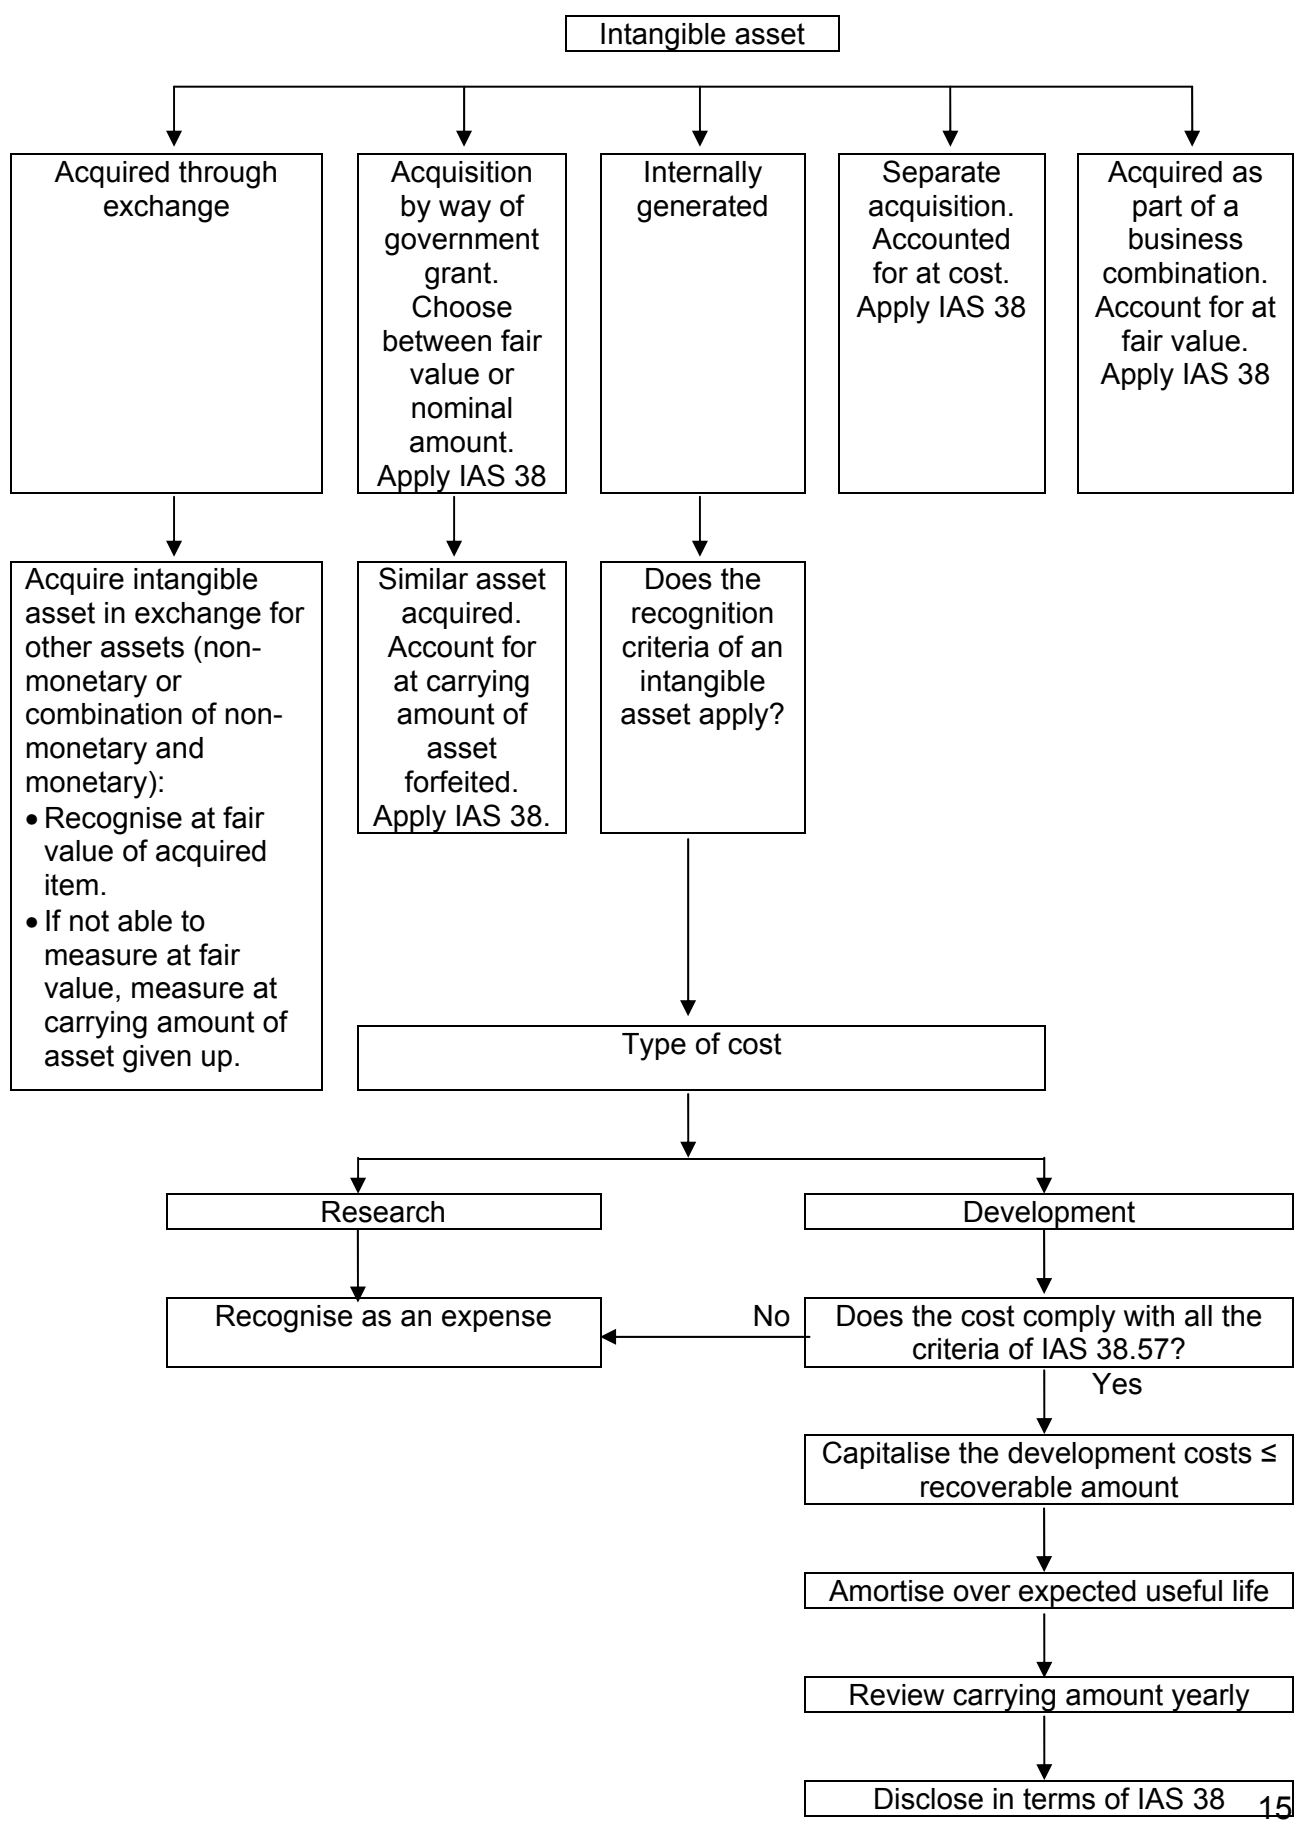 Intangible asset
Acquired through
exchange
Acquisition
by way of
government
grant.
Choose
between fair
value or
nominal
amount.
Apply IAS 38
Internally
generated
Separate
acquisition.
Accounted
for at cost.
Apply IAS 38
Acquired as
part of a
business
combination.
Account for at
fair value.
Apply IAS 38
Acquire intangible
asset in exchange for
other assets (non-
monetary or
combination of non-
monetary and
monetary):
• Recognise at fair
value of acquired
item.
• If not able to
measure at fair
value, measure at
carrying amount of
asset given up.
Similar asset
acquired.
Account for
at carrying
amount of
asset
forfeited.
Apply IAS 38.
Does the
recognition
criteria of an
intangible
asset apply?
Type of cost
Research
Development
Recognise as an expense
No
Does the cost comply with all the
criteria of IAS 38.57?
Yes
Capitalise the development costs ≤
recoverable amount
Amortise over expected useful life
Review carrying amount yearly
Disclose in terms of IAS 38
15